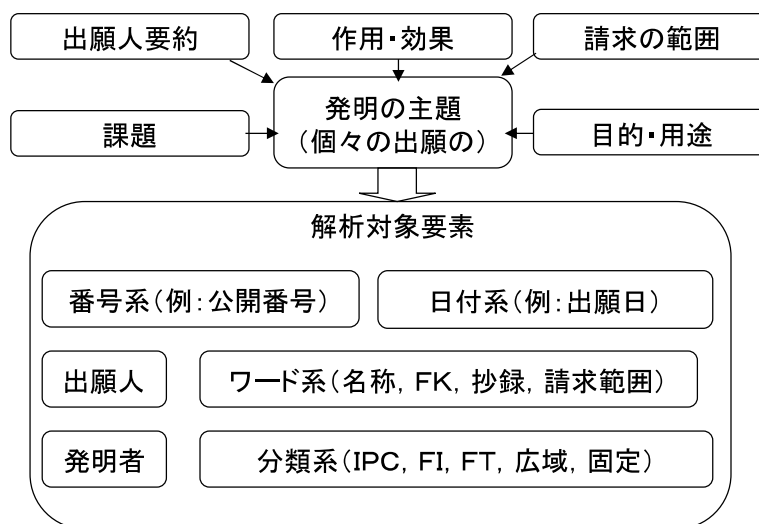 出願人要約
作用・効果
請求の範囲
発明の主題
(個々の出願の)
課題
目的・用途
解析対象要素
番号系(例:公開番号)
日付系(例:出願日)
出願人
ワード系(名称, FK, 抄録, 請求範囲)
発明者
分類系(IPC, FI, FT, 広域, 固定)